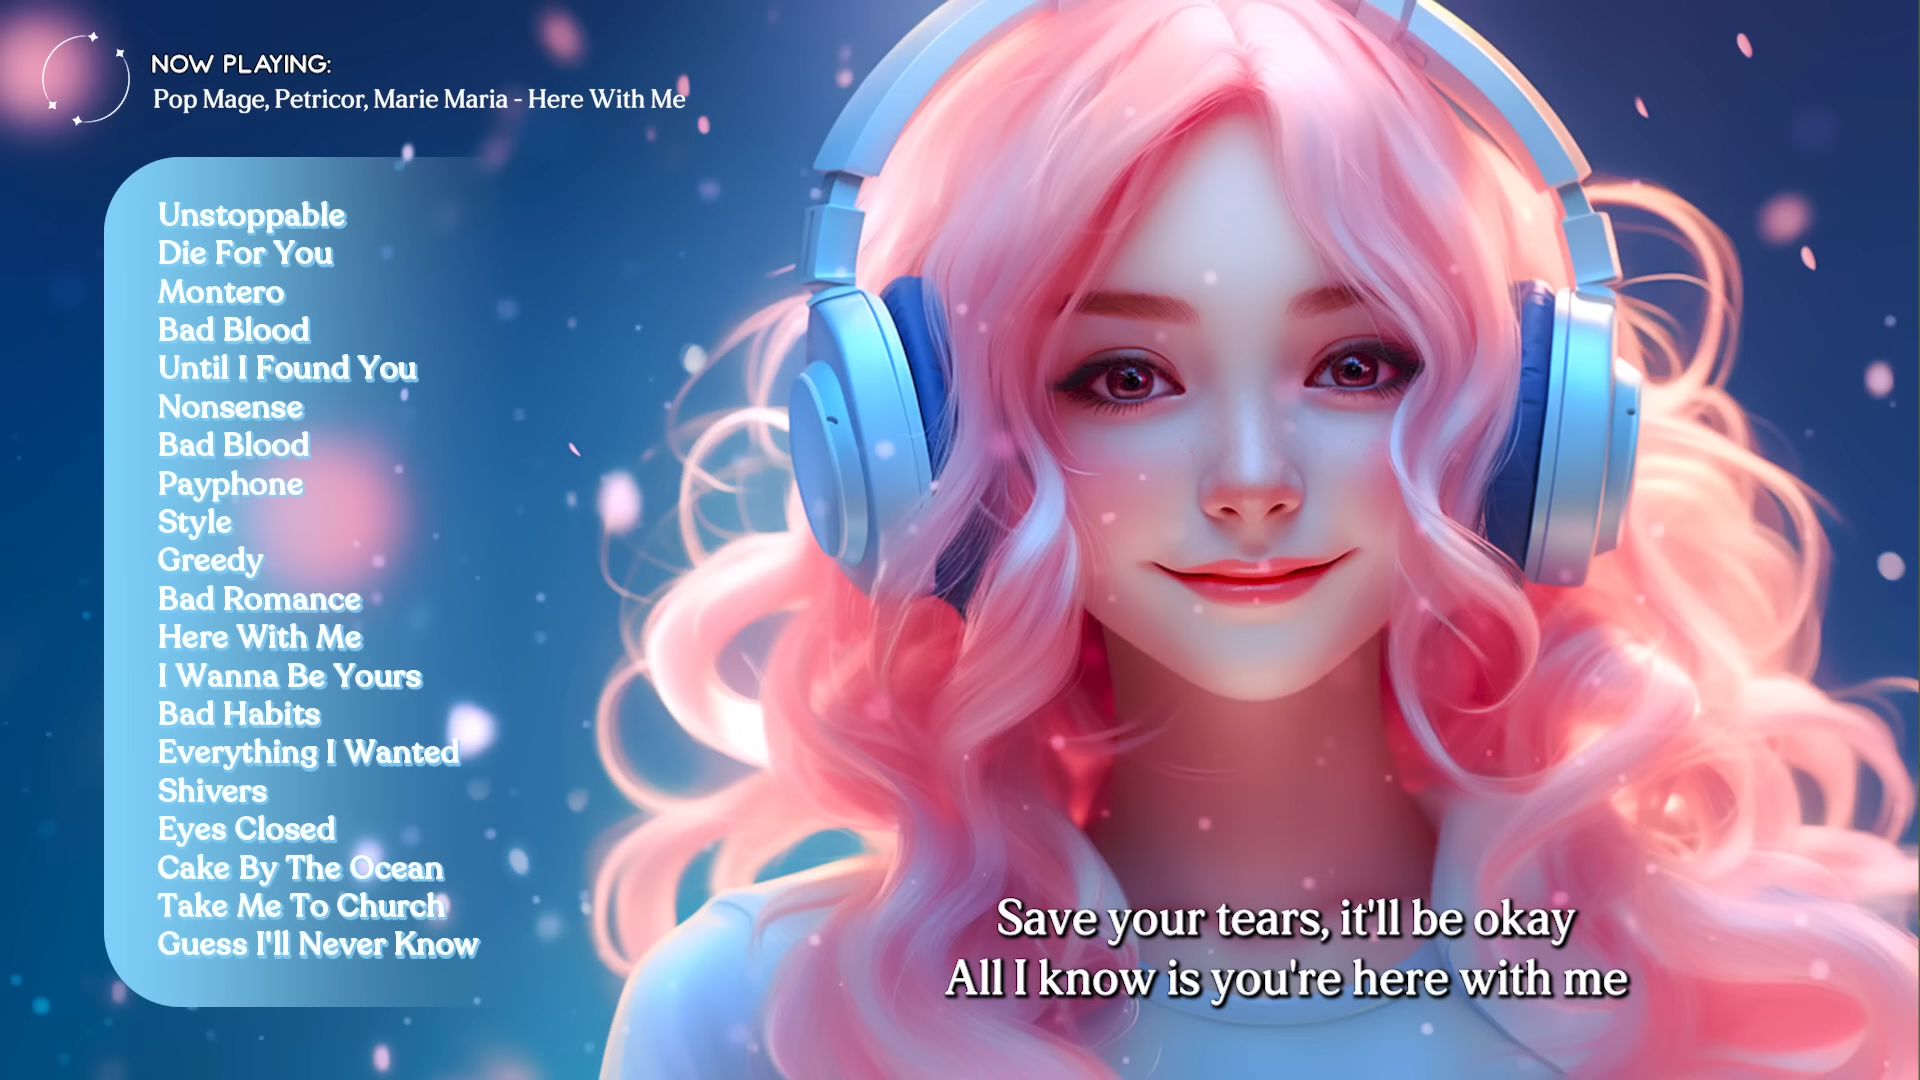 NOW PLAYING:
Pop Mage, Petricor, Marie Maria - Here With Me
Unstoppable
Die For You
Montero
Bad Blood
Until I Found You
Nonsense
Bad Blood
Payphone
Style
Greedy
Bad Romance
Here With Me
I Wanna Be Yours
Bad Habits
Everything I Wanted
Shivers
Eyes Closed
Cake By The Ocean
Take Me To Church
Guess I'll Never Know
Save your tears, it'll be okay
All I know is you're here with me